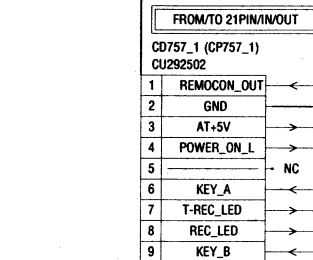 FROM/TO 21PIN/IN/OUT
CD757_1 (CP757_1)
CU292502
1 REMOCON_OUT
2 GND
3 AT+5V
4 POWER_ON_L
5 NC
6 KEY_A
7 T-REC_LED
8 REC_LED
9 KEY_B